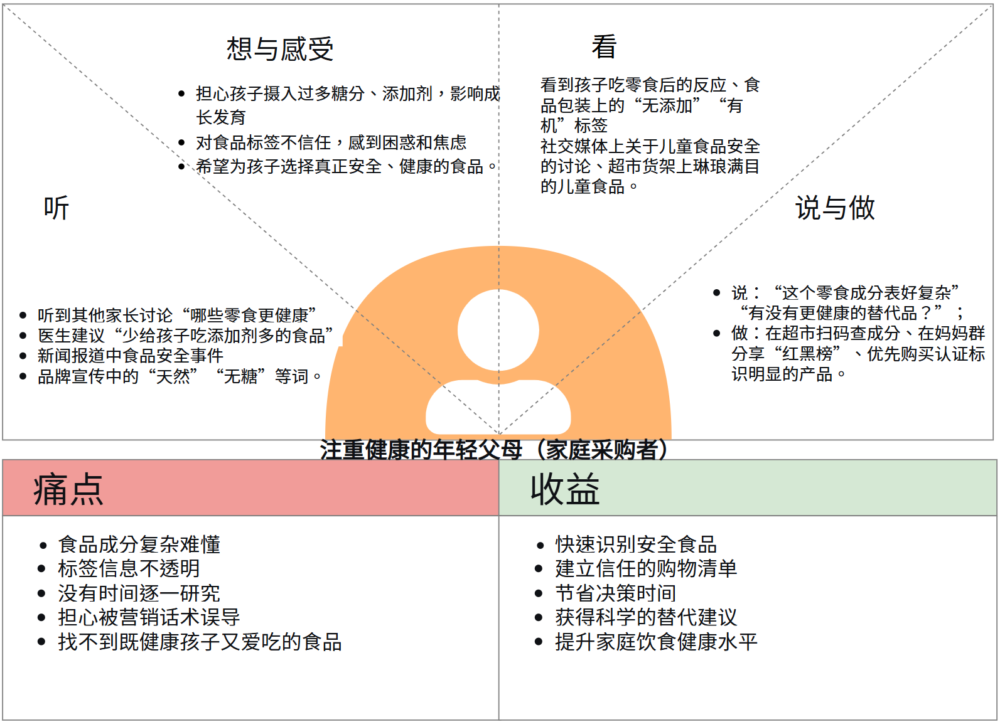 想与感受
• 担心孩子摄入过多糖分、添加剂，影响成
长发育
• 对食品标签不信任，感到困惑和焦虑
• 希望为孩子选择真正安全、健康的食品。
看
看到孩子吃零食后的反应、食
品包装上的“无添加”“有
机”标签
社交媒体上关于儿童食品安全
的讨论、超市货架上琳琅满目
的儿童食品。
听
• 听到其他家长讨论“哪些零食更健康”
• 医生建议“少给孩子吃添加剂多的食品”
• 新闻报道中食品安全事件
• 品牌宣传中的“天然”“无糖”等词。
说与做
• 说：“这个零食成分表好复杂”
“有没有更健康的替代品？”；
• 做：在超市扫码查成分、在妈妈群
分享“红黑榜”、优先购买认证标
识明显的产品。
注重健康的年轻父母（家庭采购者）
痛点
• 食品成分复杂难懂
• 标签信息不透明
• 没有时间逐一研究
• 担心被营销话术误导
• 找不到既健康孩子又爱吃的食品
收益
• 快速识别安全食品
• 建立信任的购物清单
• 节省决策时间
• 获得科学的替代建议
• 提升家庭饮食健康水平